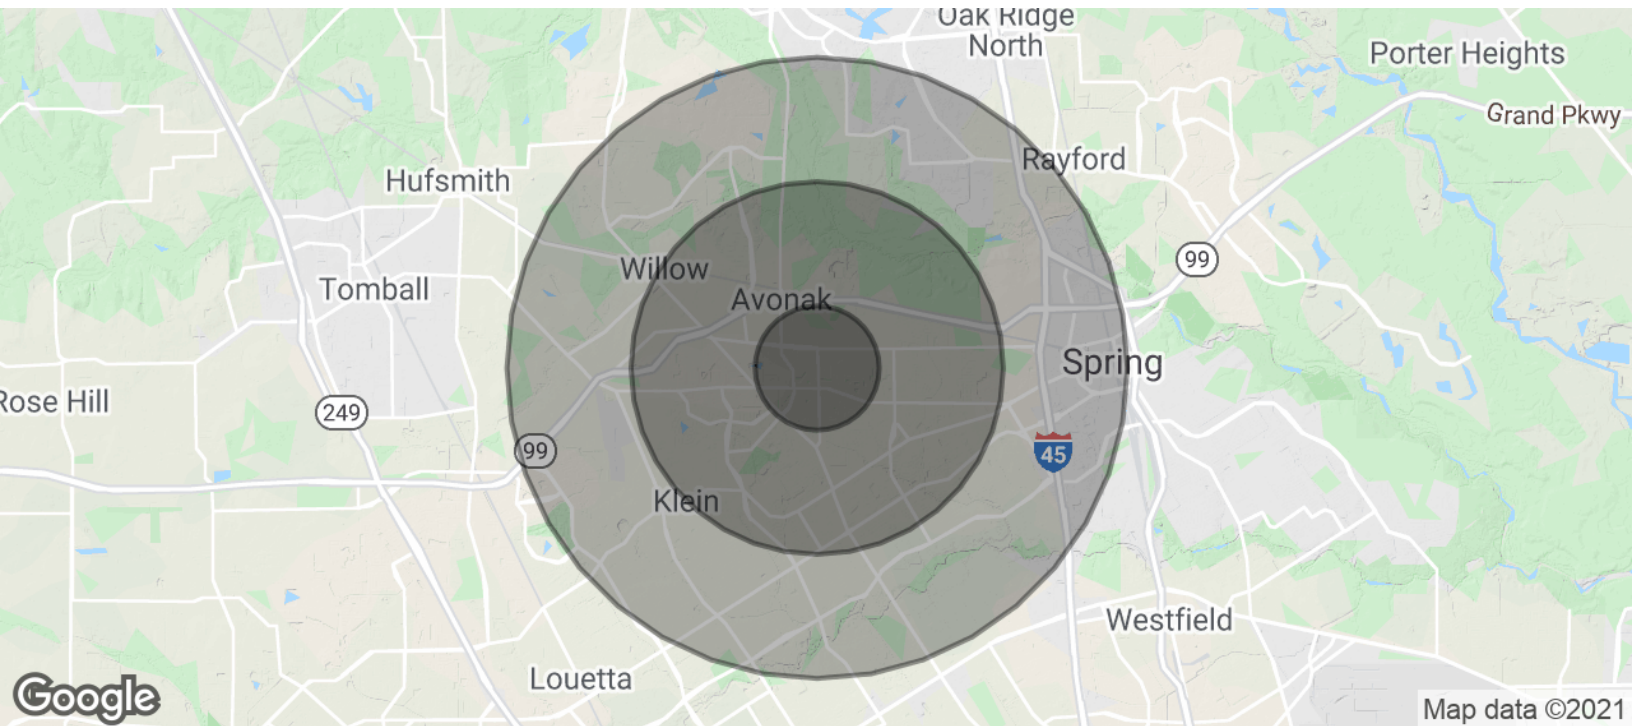 Oak Ridge
North
Porter Heights
Grand Pkwy
Rayford
Hufsmith
99
Willow
Tomball
Avonak
Spring
Rose Hill
249
99
45
Klein
Westfield
Louetta
Google
Map data ©2021